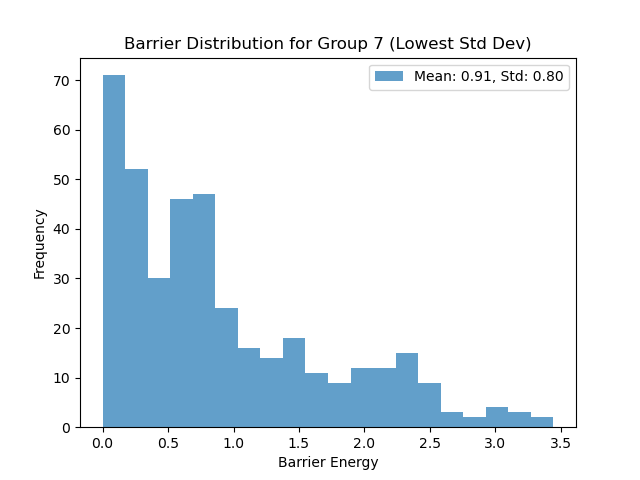 Barrier Distribution for Group 7 (Lowest Std Dev)
Mean: 0.91, Std: 0.80
70
60
50
40
30
20
10
0
Frequency
0.0 0.5 1.0 1.5 2.0 2.5 3.0 3.5
Barrier Energy